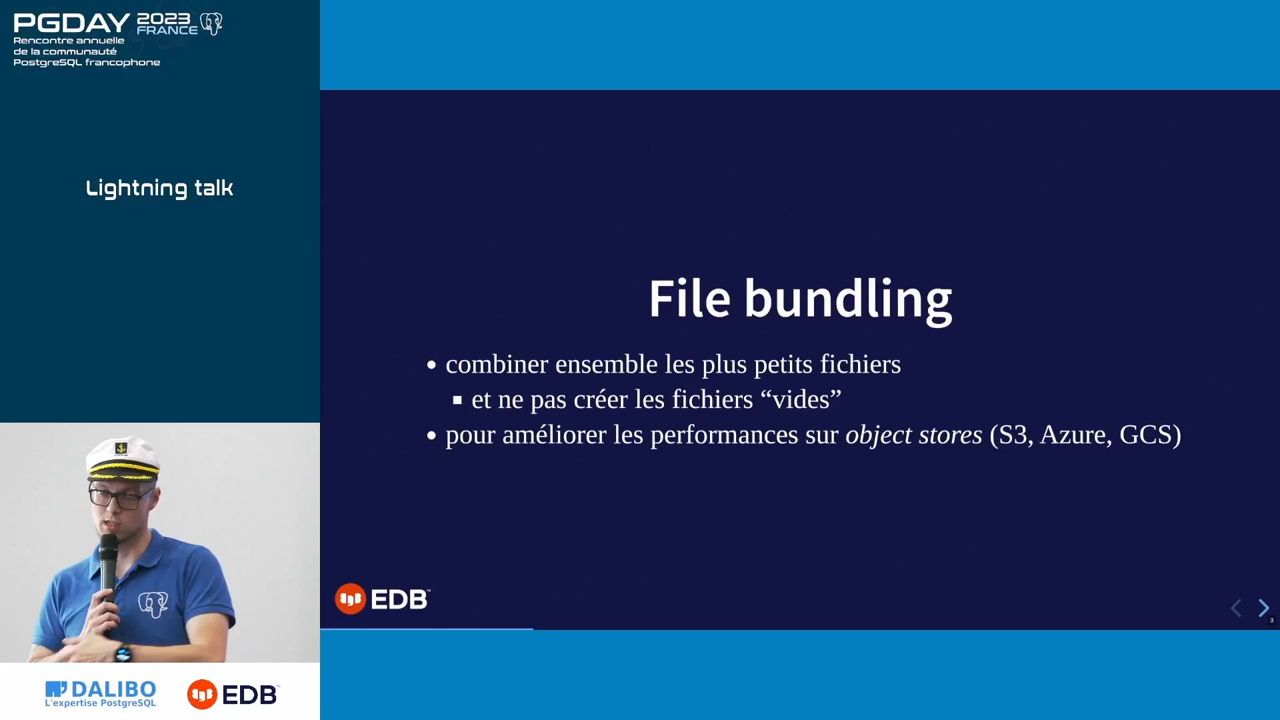 PGDAY 2023 FRANCE
Rencontre annuelle
de la communauté
PostgreSQL francophone
Lightning talk
File bundling
• combiner ensemble les plus petits fichiers
▪ et ne pas créer les fichiers “vides”
• pour améliorer les performances sur object stores (S3, Azure, GCS)
EDB
3
DALIBO
L'expertise PostgreSQL
EDB